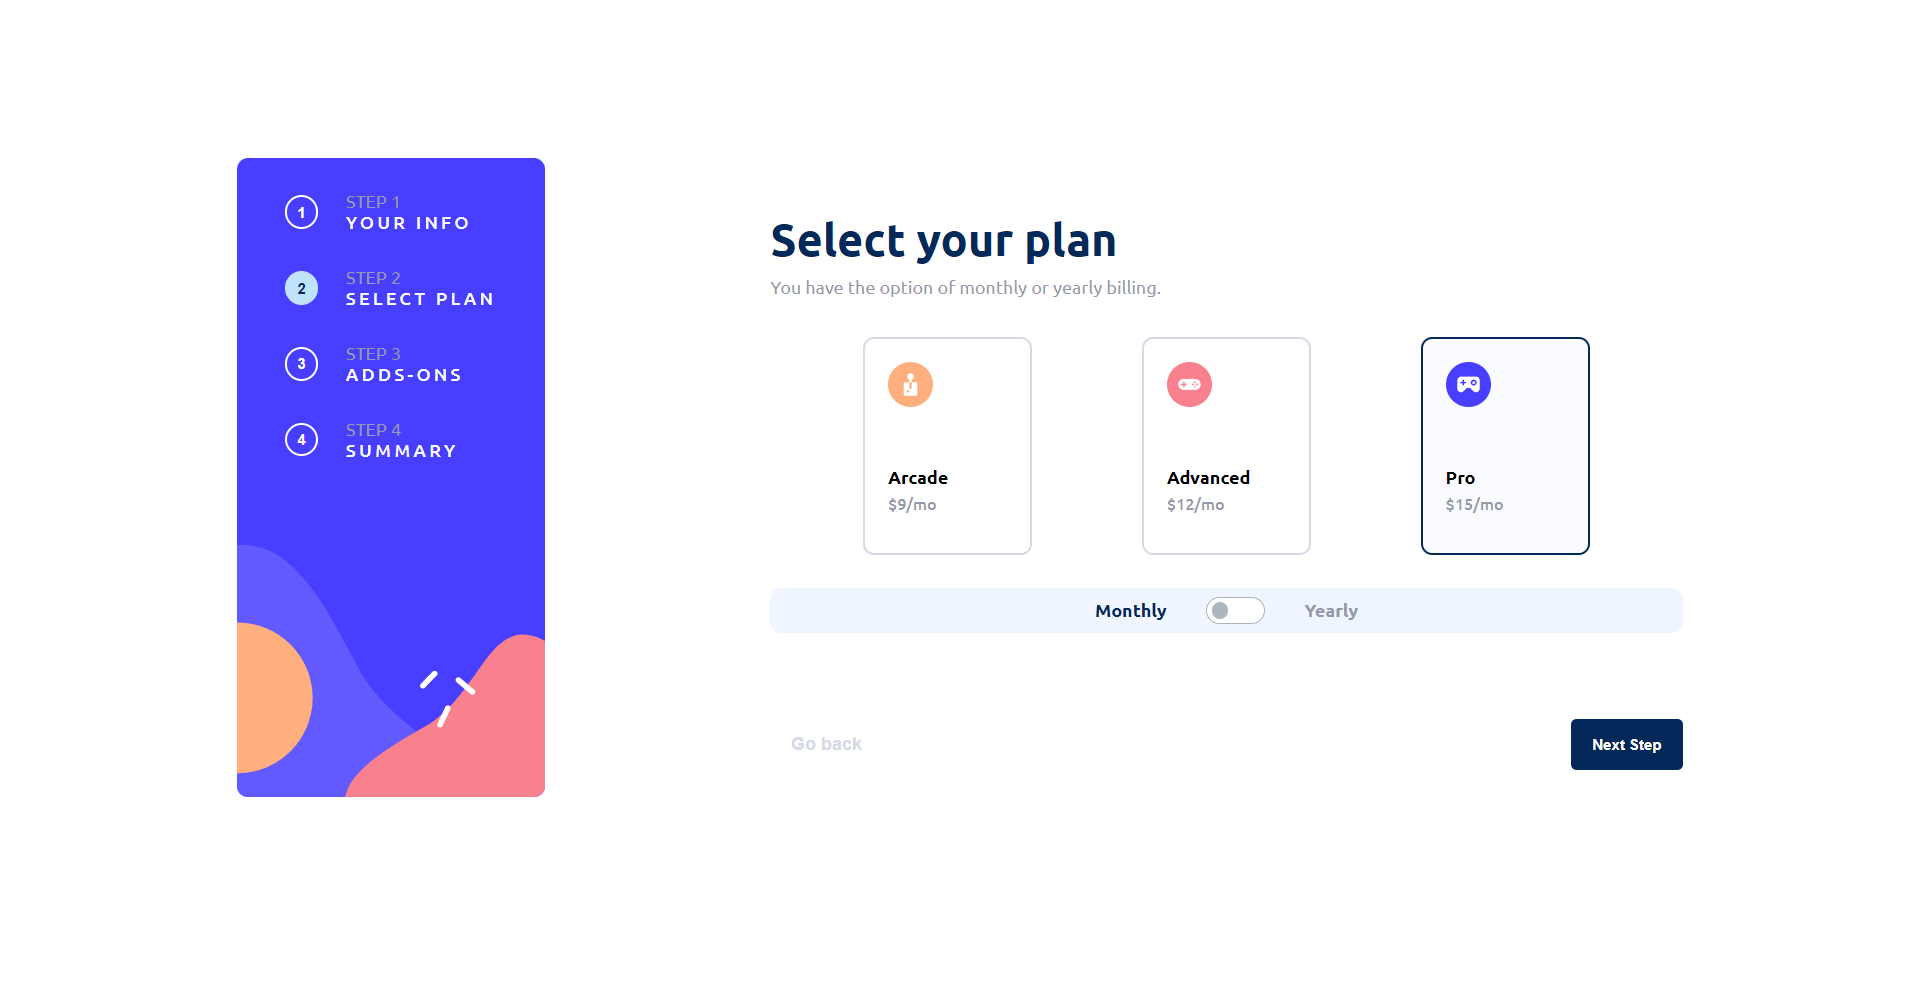 1
STEP 1
YOUR INFO
2
STEP 2
SELECT PLAN
3
STEP 3
ADDS-ONS
4
STEP 4
SUMMARY
Select your plan
You have the option of monthly or yearly billing.
Arcade
$9/mo
Advanced
$12/mo
Pro
$15/mo
Monthly Yearly
Go back
Next Step